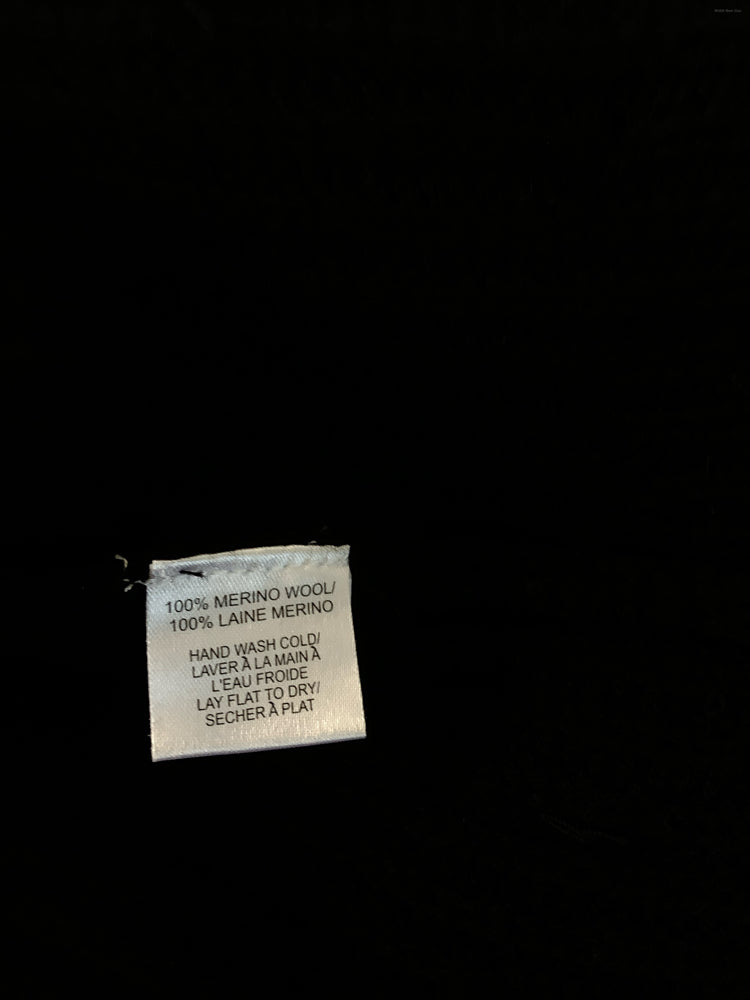 100% MERINO WOOL/
100% LAINE MERINO
HAND WASH COLD/
LAVER À LA MAIN À
L'EAU FROIDE
LAY FLAT TO DRY/
SECHER À PLAT